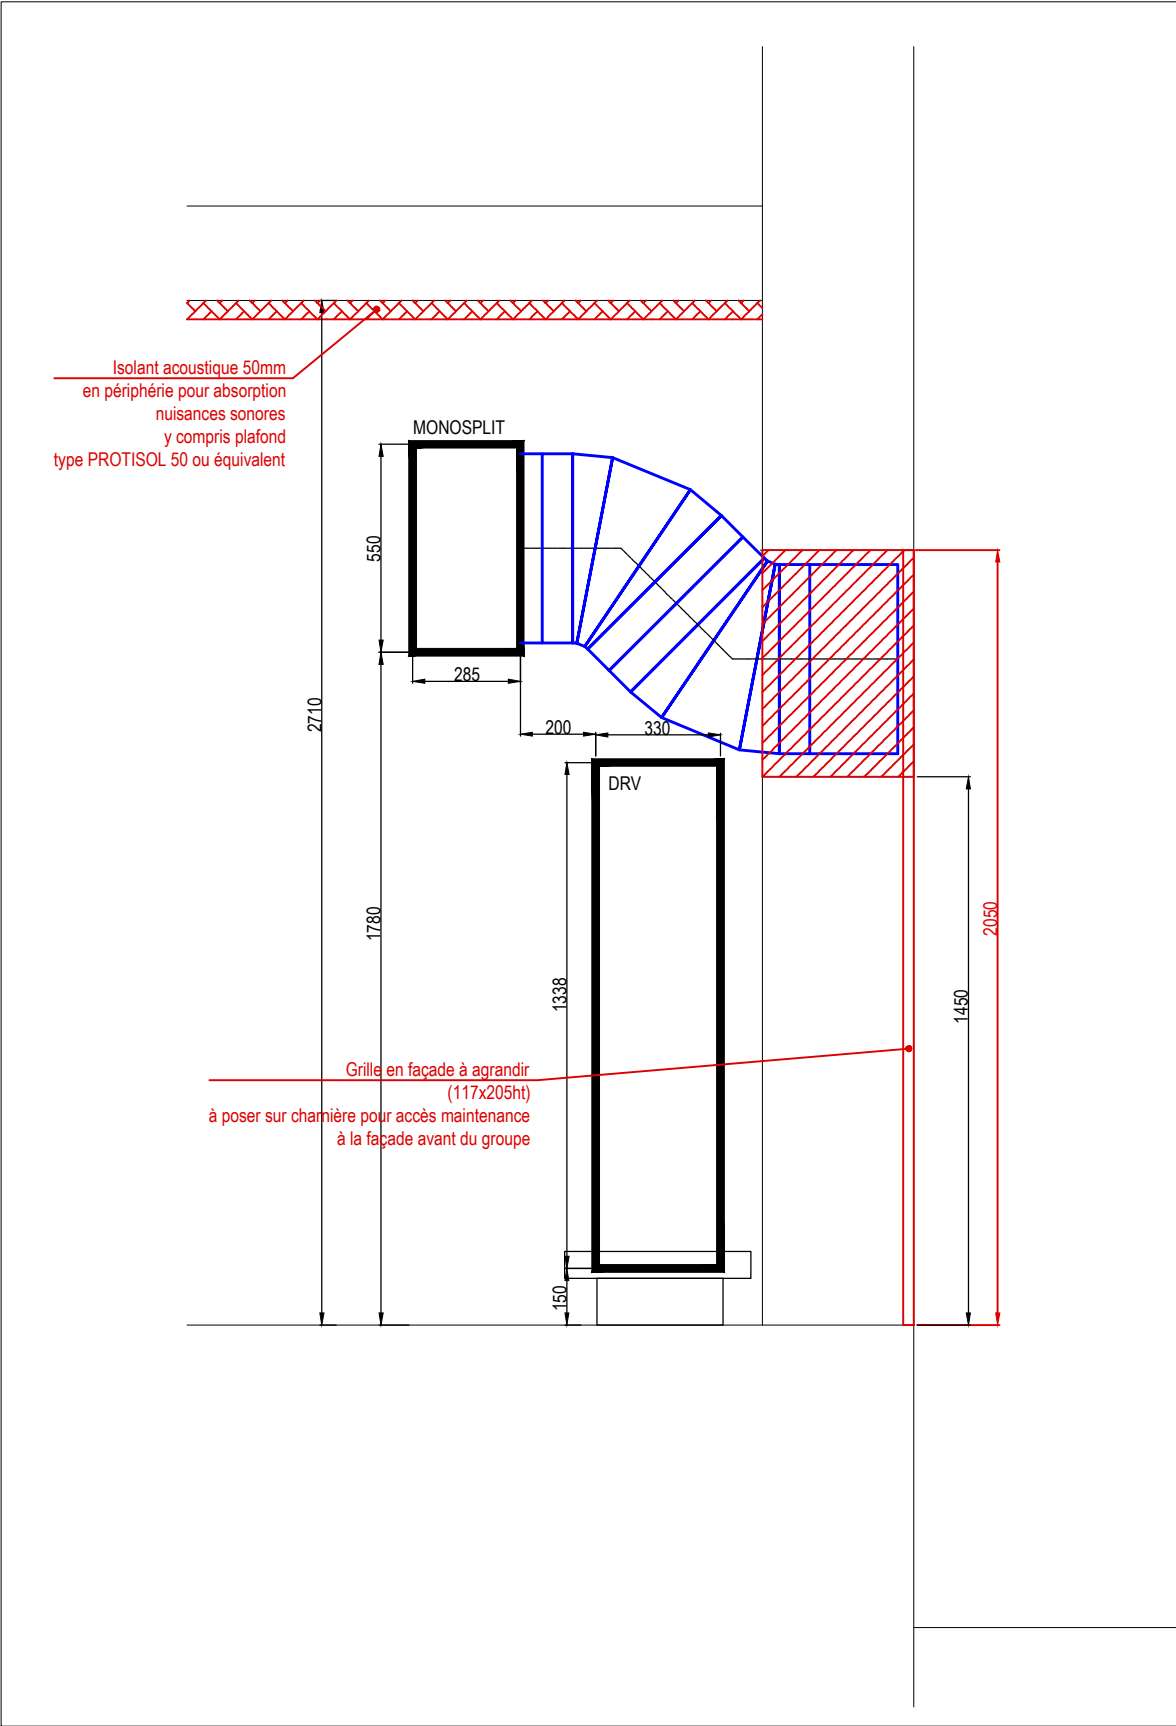 Isolant acoustique 50mm
en périphérie pour absorption
nuisances sonores
y compris plafond
type PROTISOL 50 ou équivalent
MONOSPLIT
550
285
2710
200
330
DRV
1780
1338
2050
1450
Grille en façade à agrandir
(117x205ht)
à poser sur charnière pour accès maintenance
à la façade avant du groupe
150